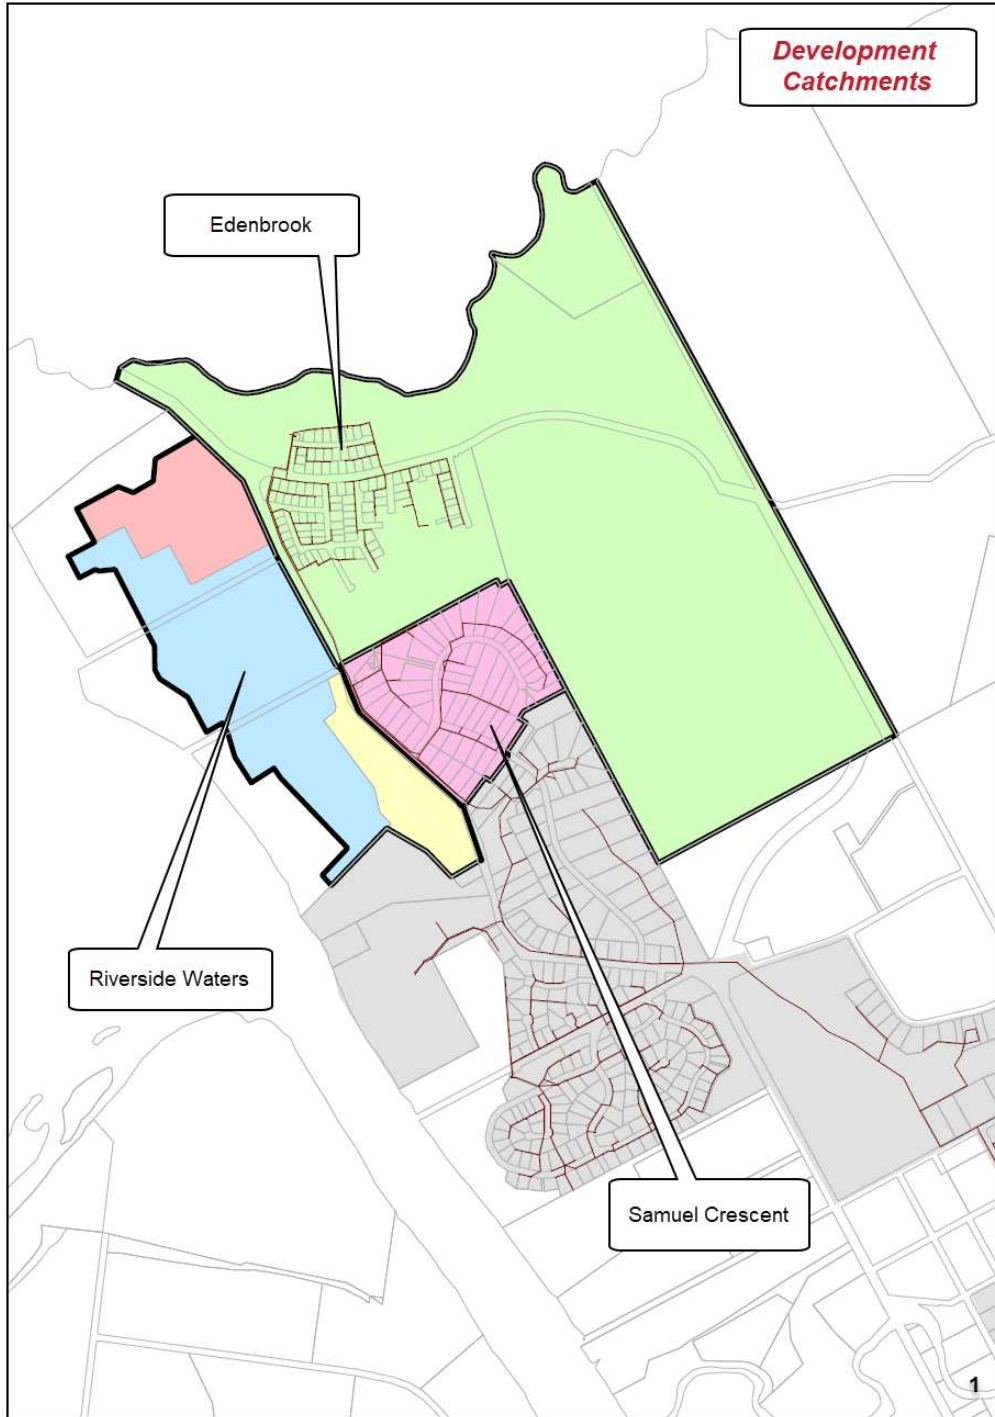 Development
Catchments
Edenbrook
Riverside Waters
Samuel Crescent
1